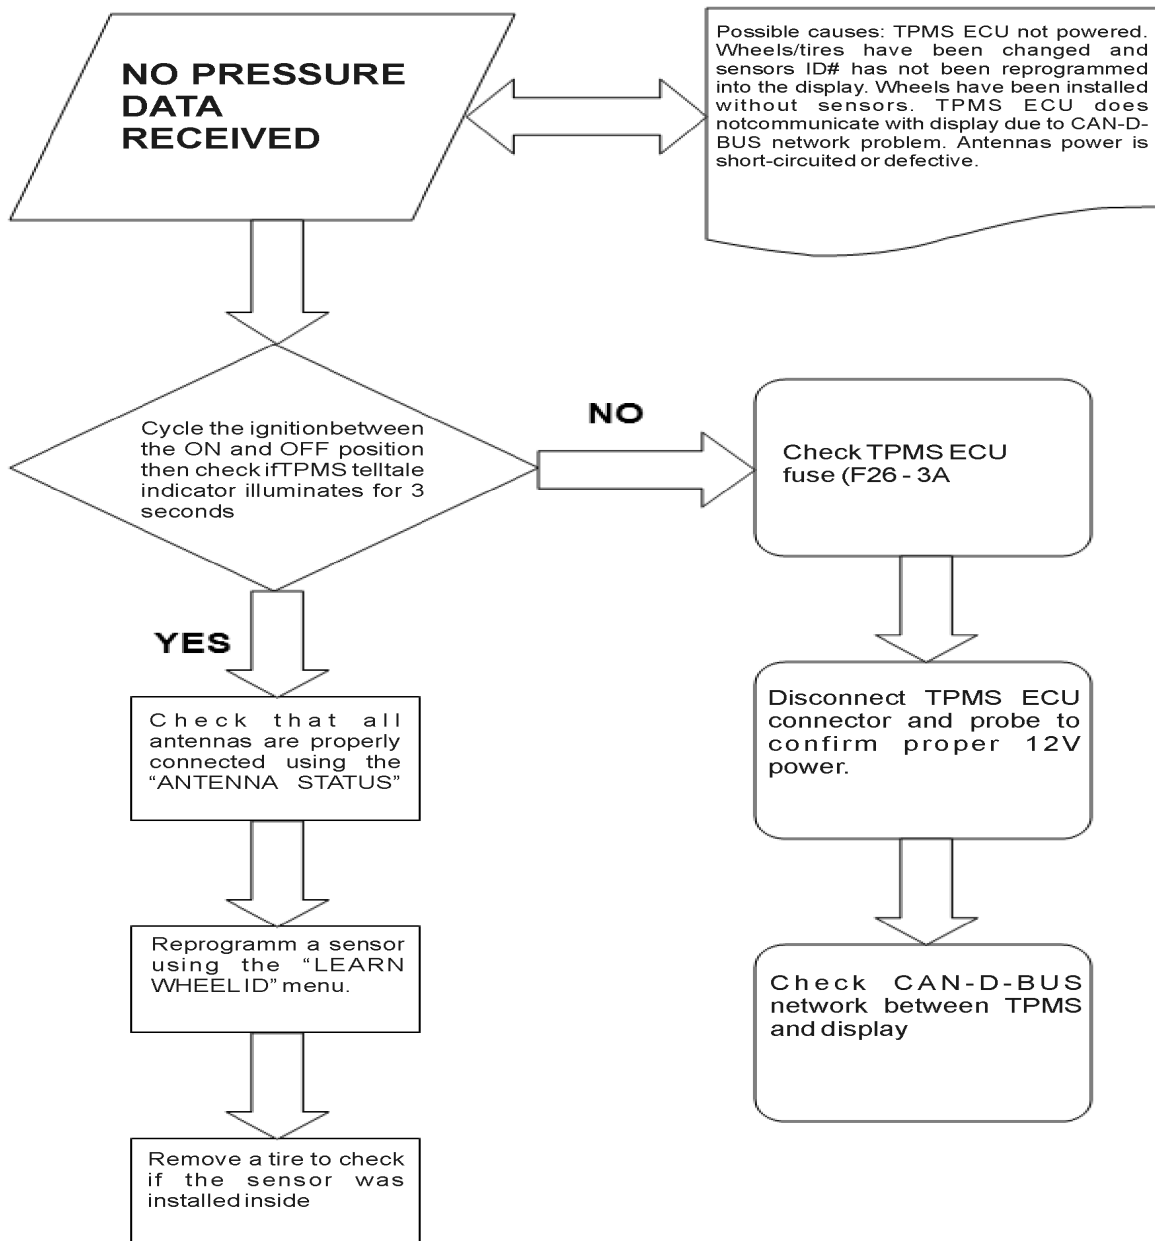 NO PRESSURE
DATA
RECEIVED
Possible causes: TPMS ECU not powered.
Wheels/tires have been changed and
sensors ID# has not been reprogrammed
into the display. Wheels have been installed
without sensors. TPMS ECU does
notcommunicate with display due to CAN-D-
BUS network problem. Antennas power is
short-circuited or defective.
Cycle the ignitionbetween
the ON and OFF position
then check ifTPMS telltale
indicator illuminates for 3
seconds
NO
Check TPMS ECU
fuse (F26 - 3A
YES
Check that all
antennas are properly
connected using the
“ANTENNA STATUS”
Disconnect TPMS ECU
connector and probe to
confirm proper 12V
power.
Reprogramm a sensor
using the “LEARN
WHEEL ID” menu.
Check CAN-D-BUS
network between TPMS
and display
Remove a tire to check
if the sensor was
installed inside